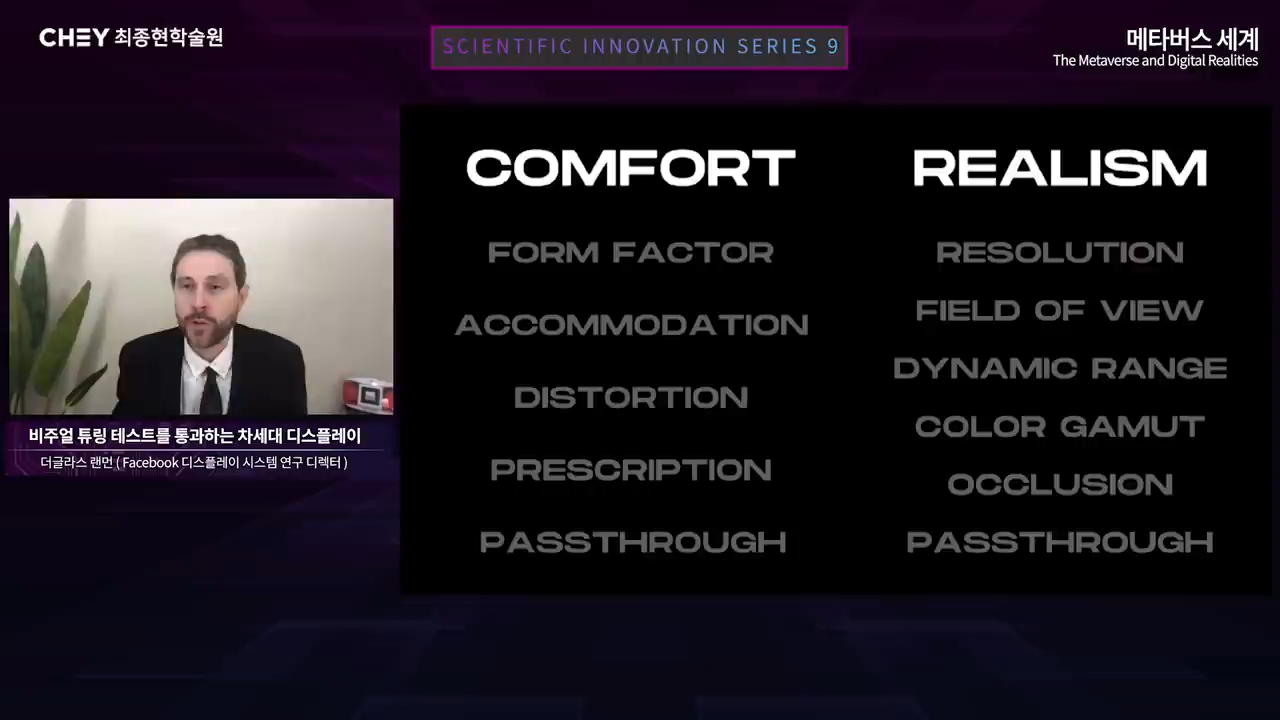 CHEY 최종현학술원
SCIENTIFIC INNOVATION SERIES 9
메타버스 세계
The Metaverse and Digital Realities
COMFORT
FORM FACTOR
ACCOMMODATION
DISTORTION
PRESCRIPTION
PASSTHROUGH
REALISM
RESOLUTION
FIELD OF VIEW
DYNAMIC RANGE
COLOR GAMUT
OCCLUSION
PASSTHROUGH
비주얼 튜링 테스트를 통과하는 차세대 디스플레이
더글라스 랜먼 ( Facebook 디스플레이 시스템 연구 디렉터 )